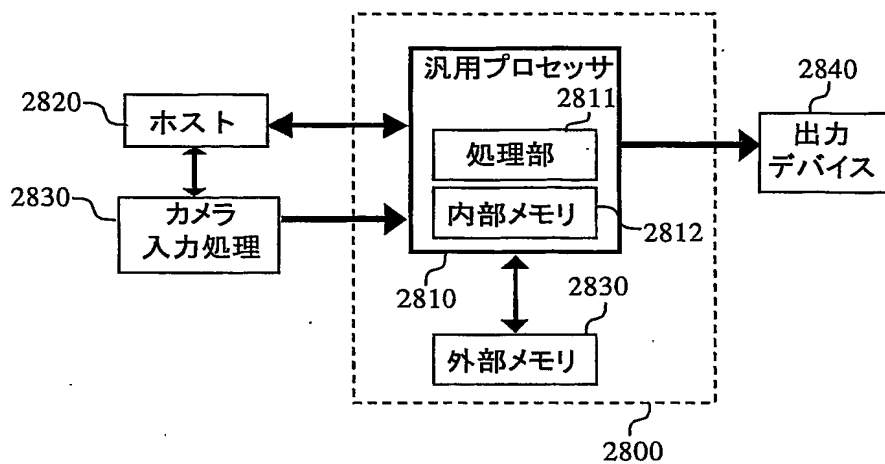 汎用プロセッサ
2811
処理部
内部メモリ
2812
2810
2820
ホスト
2830
カメラ
入力処理
2830
外部メモリ
2840
出力
デバイス
2800